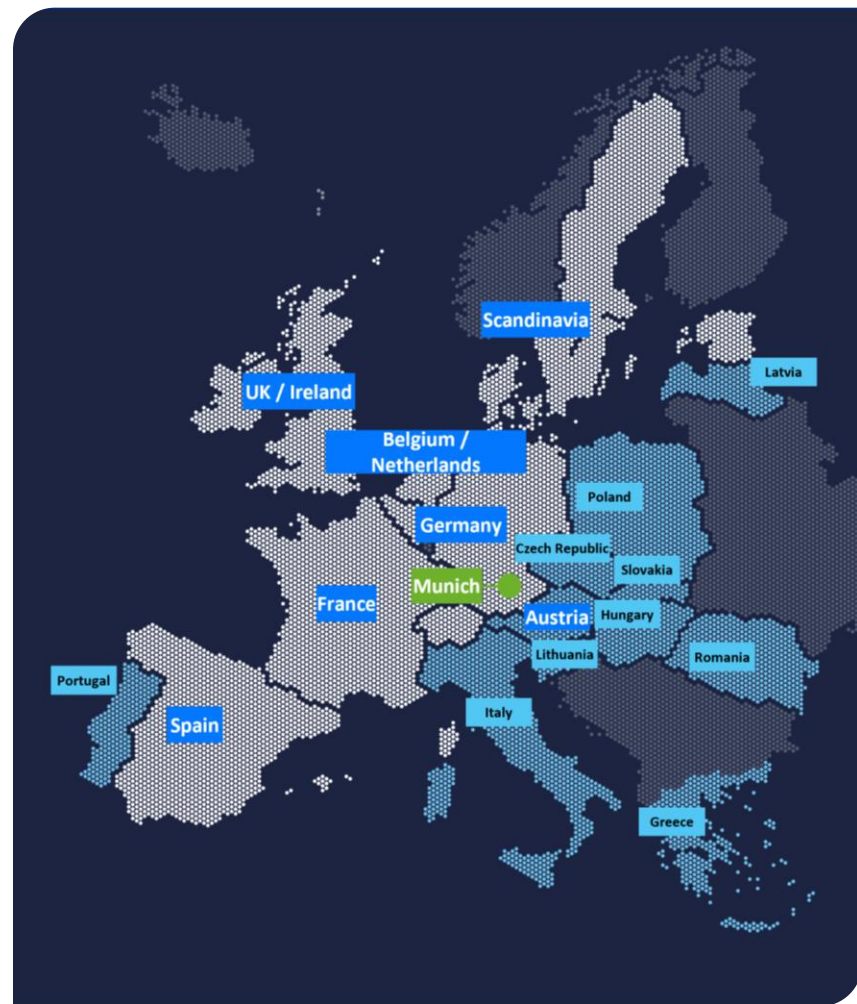 Scandinavia
Latvia
UK / Ireland
Belgium /
Netherlands
Poland
Germany
Czech Republic
Slovakia
Munich
France
Austria
Hungary
Lithuania
Romania
Portugal
Spain
Italy
Greece